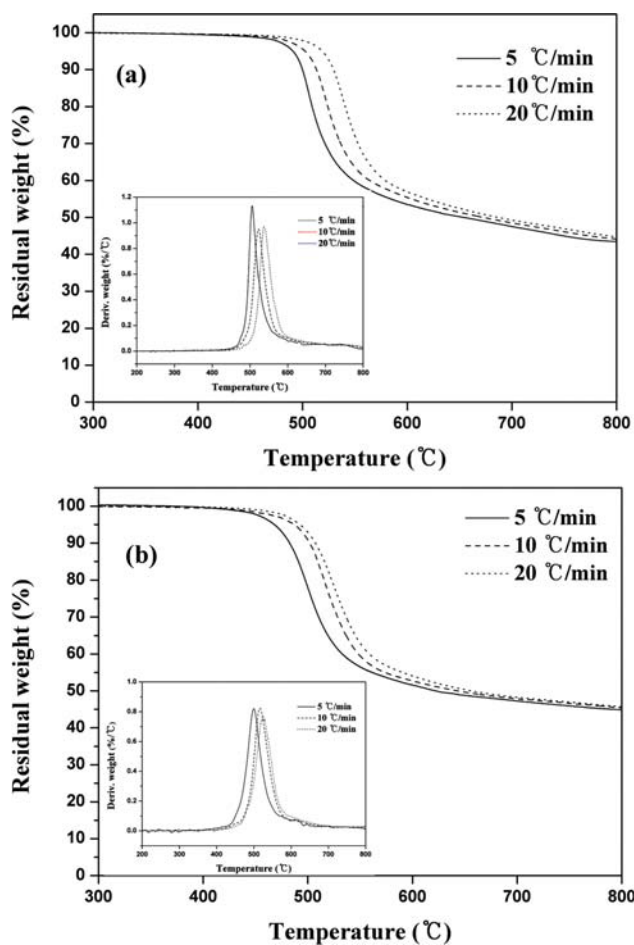 100
90
80
70
60
50
40
30
20
10
0
Residual weight (%)
(a)
5 ℃/min
10℃/min
20℃/min
1.2
1.0
0.8
0.6
0.4
0.2
0.0
Deriv. weight (%/℃)
5 ℃/min
10℃/min
20℃/min
200 300 400 500 600 700 800
Temperature (℃)
300 400 500 600 700 800
Temperature (℃)
100
90
80
70
60
50
40
30
20
10
0
Residual weight (%)
(b)
5 ℃/min
10 ℃/min
20 ℃/min
1.0
0.8
0.6
0.4
0.2
0.0
Deriv. weight (%/℃)
5 ℃/min
10 ℃/min
20 ℃/min
200 300 400 500 600 700 800
Temperature (℃)
300 400 500 600 700 800
Temperature (℃)